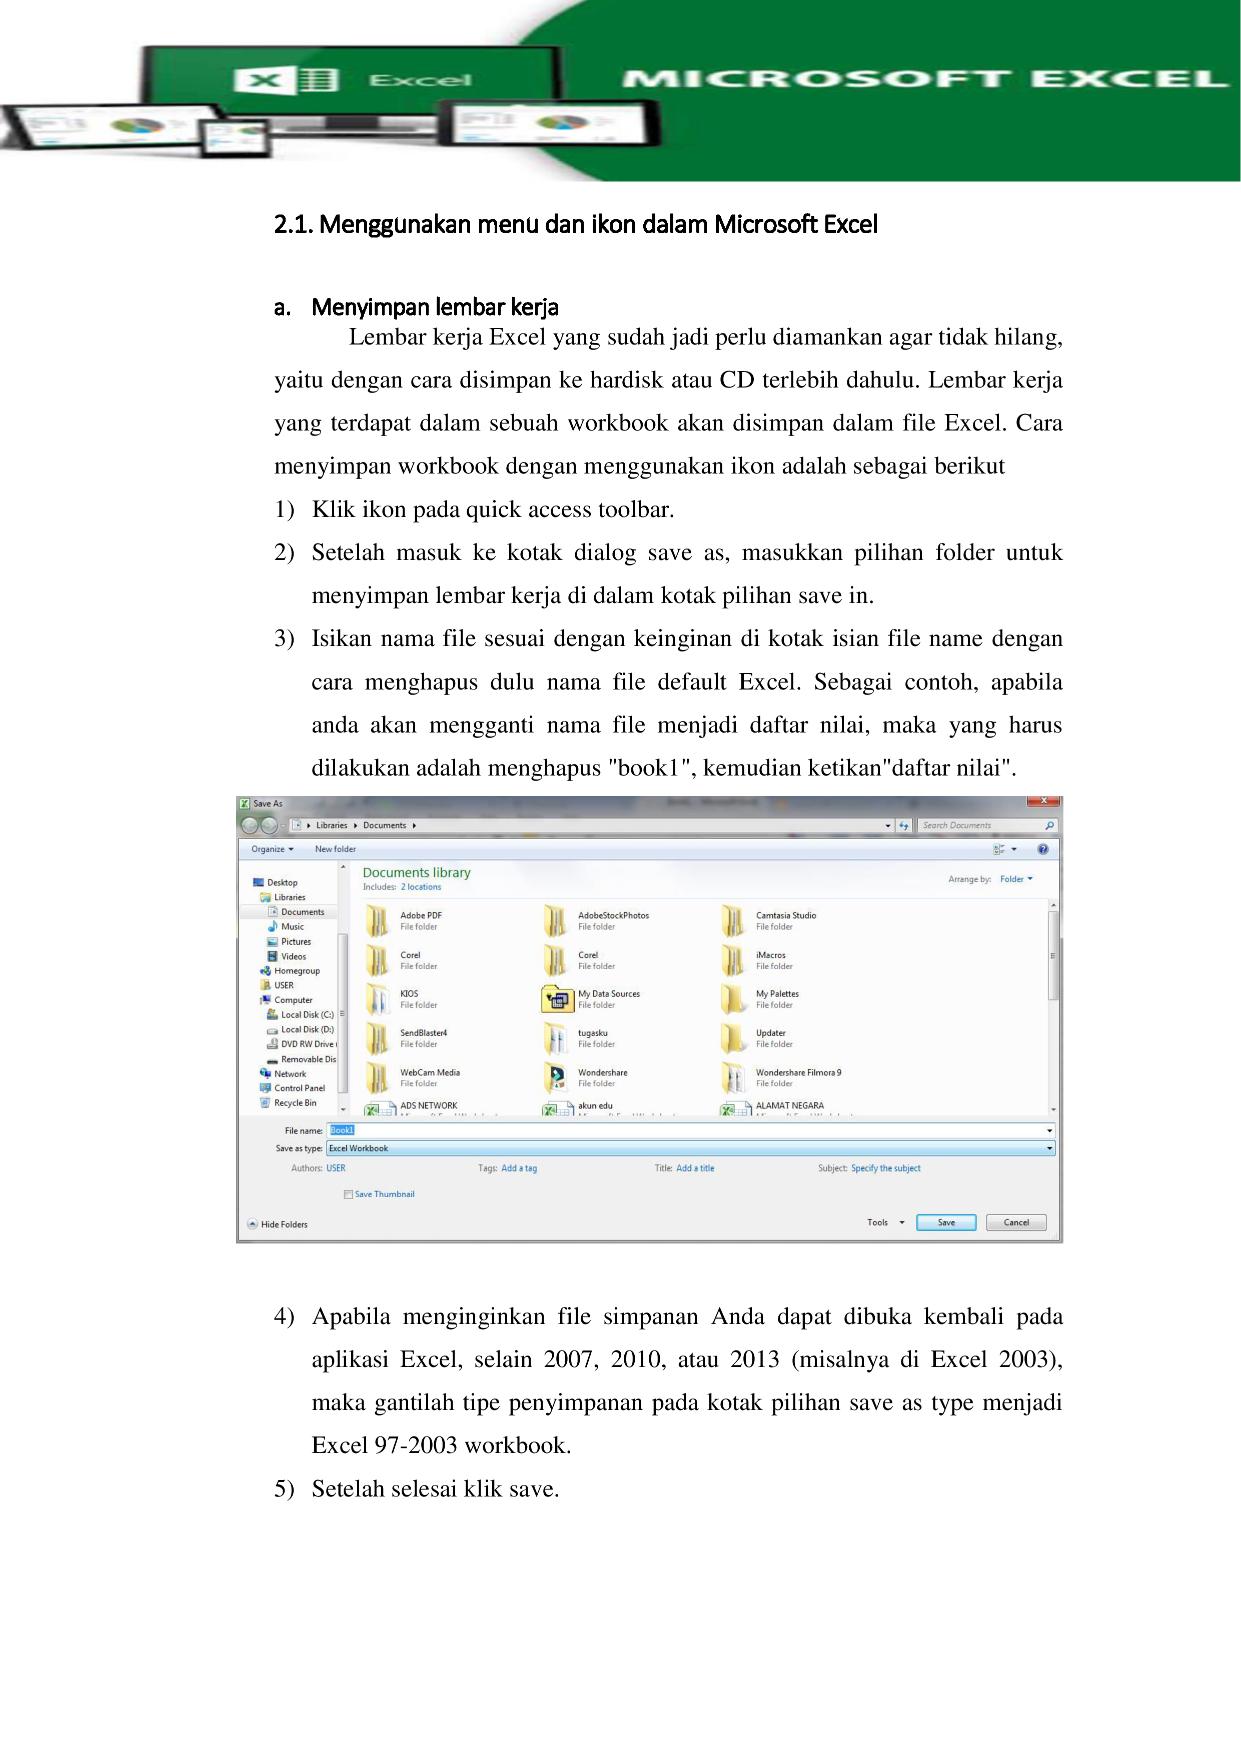 Excel
MICROSOFT EXCEL
2.1. Menggunakan menu dan ikon dalam Microsoft Excel
a. Menyimpan lembar kerja
Lembar kerja Excel yang sudah jadi perlu diamankan agar tidak hilang,
yaitu dengan cara disimpan ke hardisk atau CD terlebih dahulu. Lembar kerja
yang terdapat dalam sebuah workbook akan disimpan dalam file Excel. Cara
menyimpan workbook dengan menggunakan ikon adalah sebagai berikut
1) Klik ikon pada quick access toolbar.
2) Setelah masuk ke kotak dialog save as, masukkan pilihan folder untuk
menyimpan lembar kerja di dalam kotak pilihan save in.
3) Isikan nama file sesuai dengan keinginan di kotak isian file name dengan
cara menghapus dulu nama file default Excel. Sebagai contoh, apabila
anda akan mengganti nama file menjadi daftar nilai, maka yang harus
dilakukan adalah menghapus "book1", kemudian ketikan"daftar nilai".
Save As
Libraries Documents
Search Documents
Organize New folder
Documents library
Includes: 2 locations
Arrange by: Folder
Desktop
Libraries
Documents
Music
Pictures
Videos
Homegroup
USER
Computer
Local Disk (C:)
Local Disk (D:)
DVD RW Drive
Removable Dis
Network
Control Panel
Recycle Bin
Adobe PDF
File folder
AdobeStockPhotos
File folder
Camtasia Studio
File folder
Corel
File folder
Corel
File folder
iMacros
File folder
KIOS
File folder
My Data Sources
File folder
My Palettes
File folder
SendBlaster4
File folder
tugasku
File folder
Updater
File folder
WebCam Media
File folder
Wondershare
File folder
Wondershare Filmora 9
File folder
ADS NETWORK
akun edu
ALAMAT NEGARA
File name: Book1
Save as type: Excel Workbook
Authors: USER
Tags: Add a tag
Title: Add a title
Subject: Specify the subject
Save Thumbnail
Hide Folders
Tools
Save
Cancel
4) Apabila menginginkan file simpanan Anda dapat dibuka kembali pada
aplikasi Excel, selain 2007, 2010, atau 2013 (misalnya di Excel 2003),
maka gantilah tipe penyimpanan pada kotak pilihan save as type menjadi
Excel 97-2003 workbook.
5) Setelah selesai klik save.